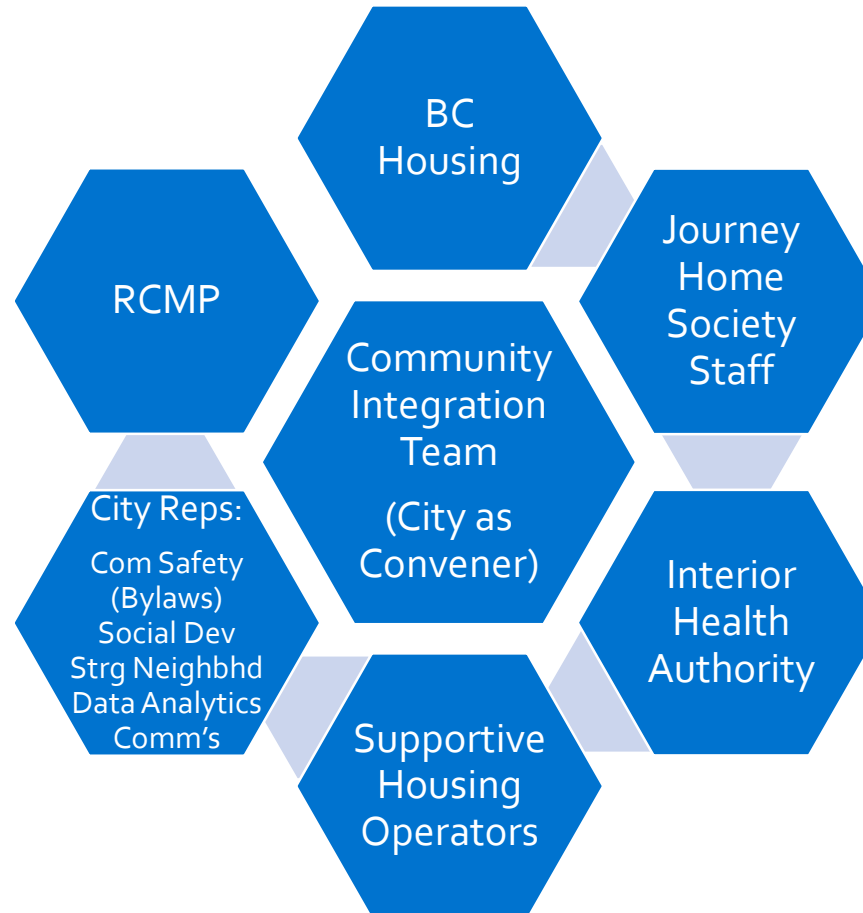 BC
Housing
Journey
Home
Society
Staff
RCMP
Community
Integration
Team
(City as
Convener)
City Reps:
Com Safety
(Bylaws)
Social Dev
Strg Neighbhd
Data Analytics
Comm's
Interior
Health
Authority
Supportive
Housing
Operators